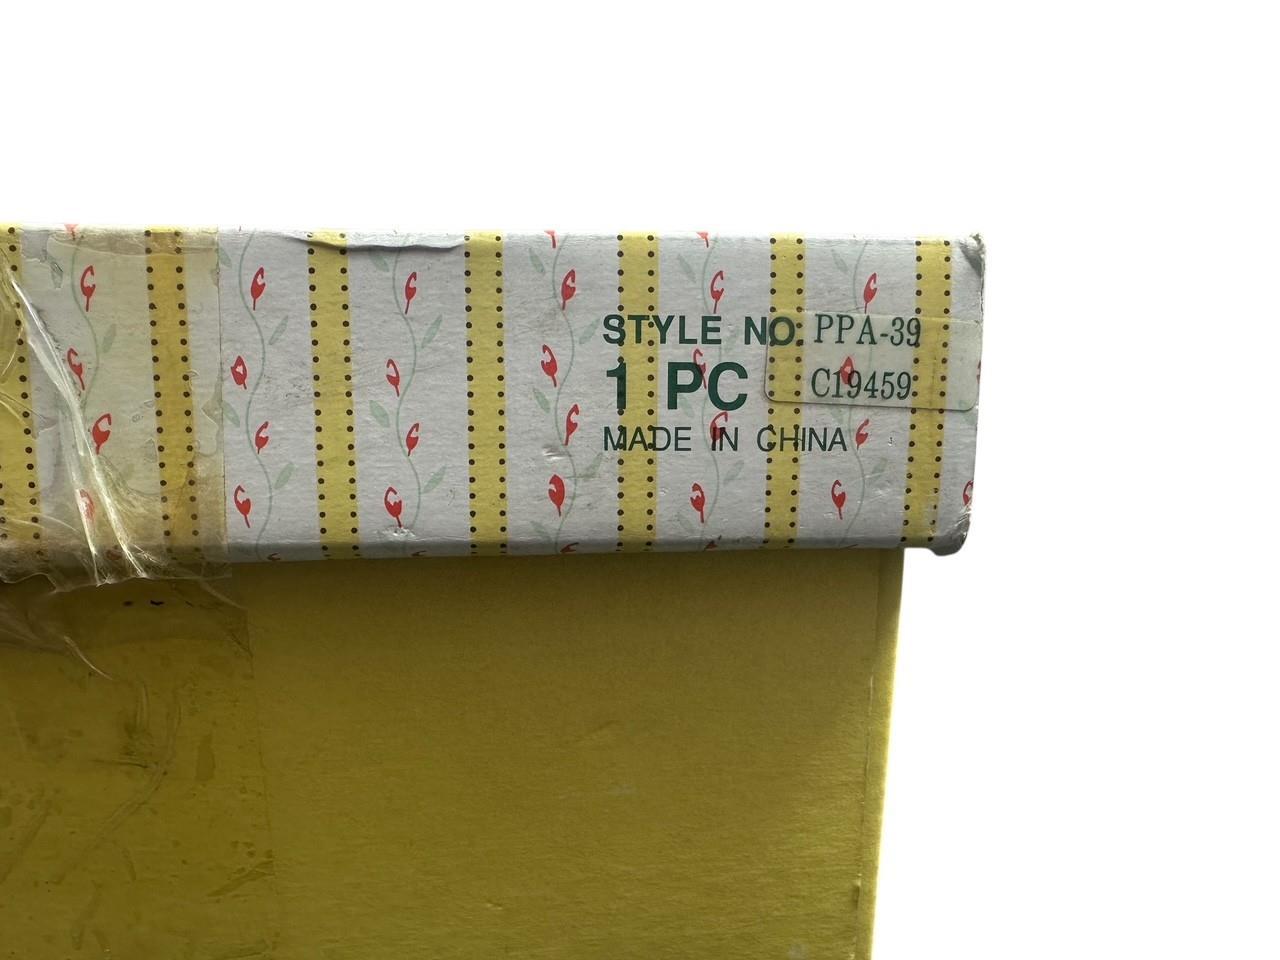 STYLE NO. PPA-39
1 PC C19459
MADE IN CHINA